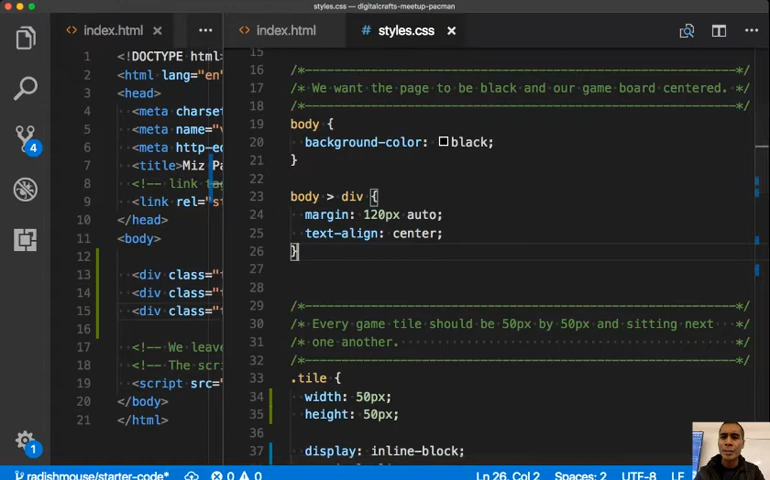 styles.css — digitalcrafts-meetup-pacman
index.html
index.html
styles.css
1 <!DOCTYPE html>
2 <html lang="en"
3 <head>
4 <meta charset
5 <meta name="v
6 <meta http-eq
7 <title>Miz Pa
8 <!-- link tag
9 <link rel="st
10 </head>
11 <body>
12
13 <div class="t
14 <div class="t
15 <div class="t
16
17 <!-- We leave
18 <!-- The scri
19 <script src="
20 </body>
21 </html>
15
16 /*----------------------------------------------------------*/
17 /* We want the page to be black and our game board centered. */
18 /*----------------------------------------------------------*/
19 body {
20 background-color: black;
21 }
22
23 body > div {
24 margin: 120px auto;
25 text-align: center;
26 }
27
28
29 /*----------------------------------------------------------*/
30 /* Every game tile should be 50px by 50px and sitting next */
31 /* one another. */
32 /*----------------------------------------------------------*/
33 .tile {
34 width: 50px;
35 height: 50px;
36
37 display: inline-block;
4
1
radishmouse/starter-code* 0 0 Ln 26, Col 2 Spaces: 2 UTF-8 LF